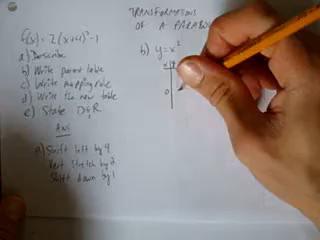 TRANSFORMATIONS
OF A PARABO
f(x) = 2(x+4)² - 1
a) Describe
b) Write parent table
c) Write mapping rule
d) Write the new table
e) State D & R
Ans
a) Shift left by 4
Vert stretch by 2
Shift down by 1
b) y = x²
x y
0